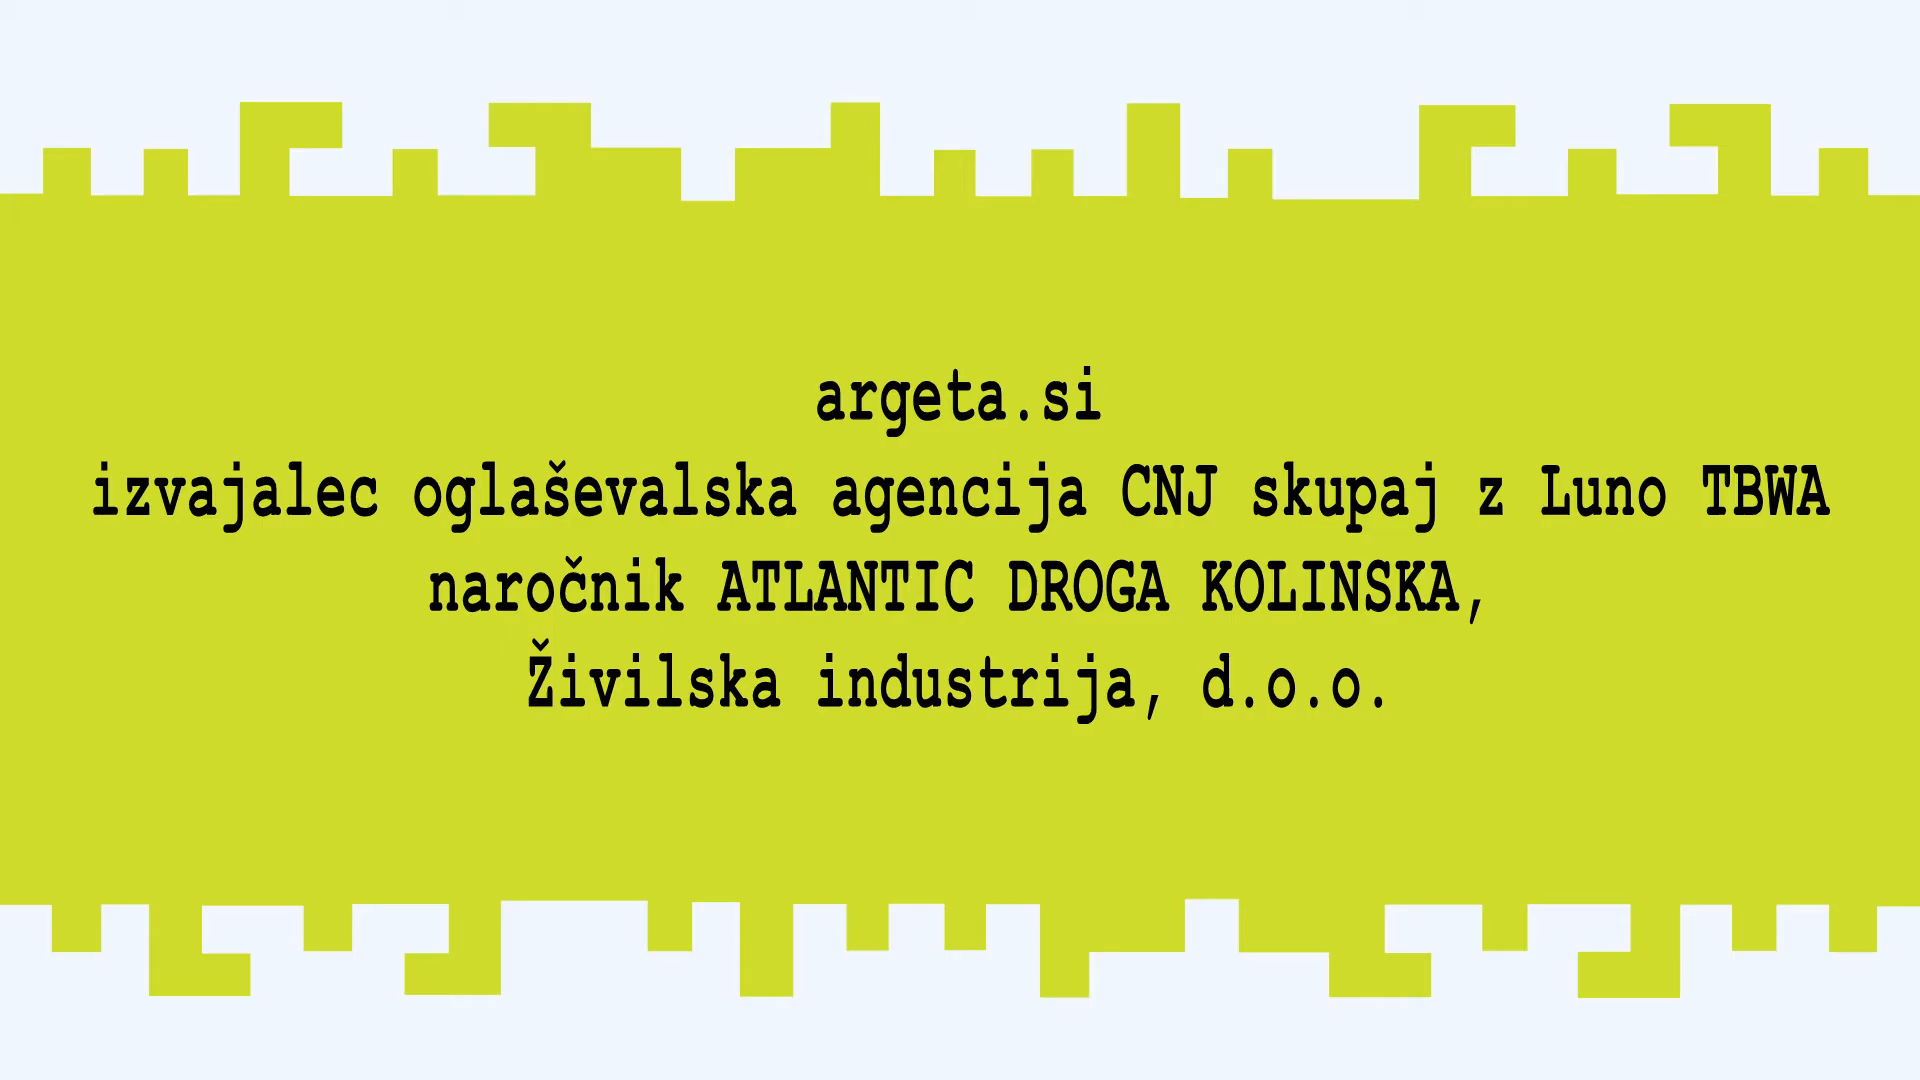 argeta.si
izvajalec oglaševalska agencija CNJ skupaj z Luno TBWA
naročnik ATLANTIC DROGA KOLINSKA,
Živilska industrija, d.o.o.